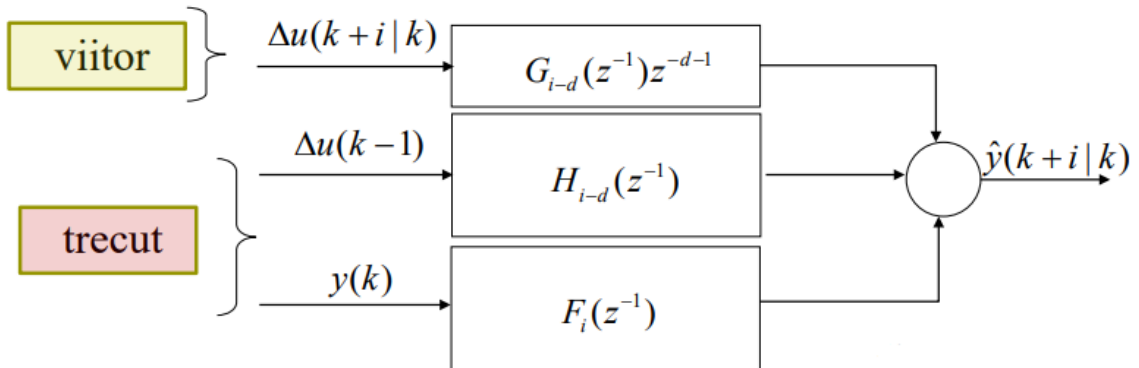 viitor
Δu(k+i|k)
G_{i-d}(z^{-1})z^{-d-1}
Δu(k-1)
H_{i-d}(z^{-1})
ŷ(k+i|k)
trecut
y(k)
F_i(z^{-1})